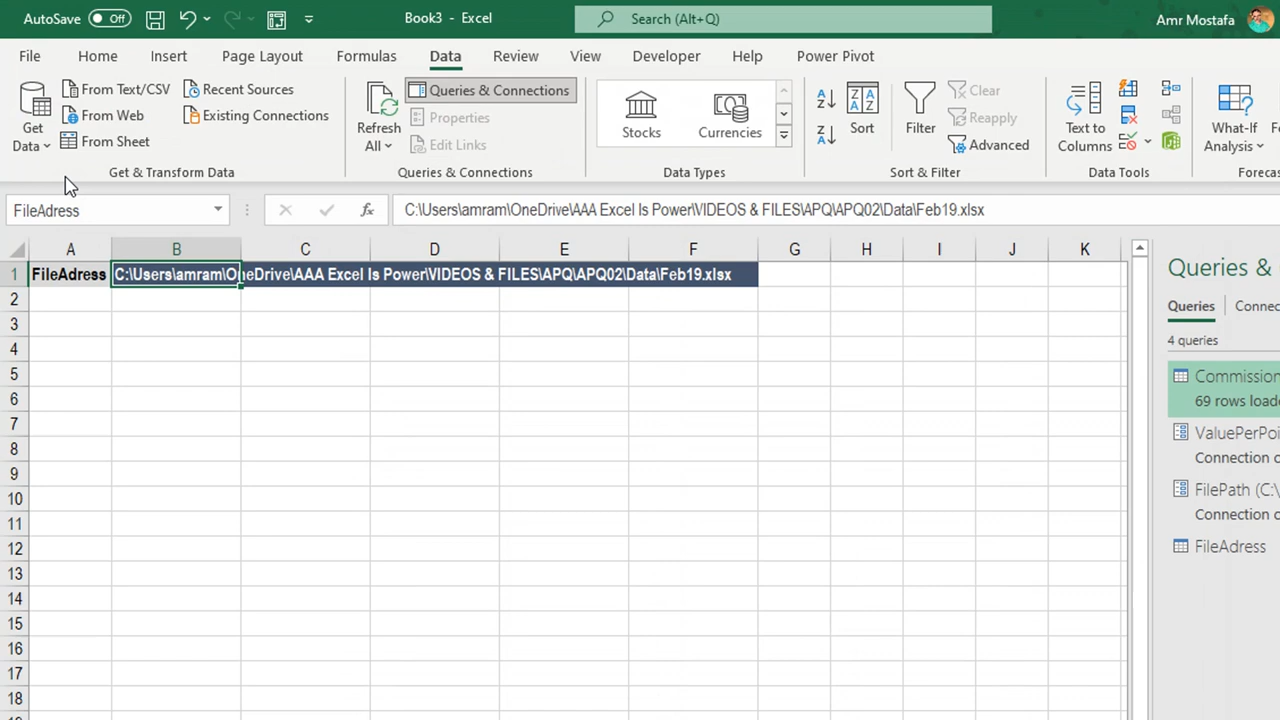 AutoSave Off Book3 - Excel Search (Alt+Q) Amr Mostafa
File Home Insert Page Layout Formulas Data Review View Developer Help Power Pivot
Get Data
From Text/CSV
From Web
From Sheet
Recent Sources
Existing Connections
Get & Transform Data
Refresh All
Queries & Connections
Properties
Edit Links
Queries & Connections
Stocks
Currencies
Data Types
Sort
Filter
Clear
Reapply
Advanced
Sort & Filter
Text to Columns
Data Tools
What-If Analysis
FileAdress fx C:\Users\amram\OneDrive\AAA Excel Is Power\VIDEOS & FILES\APQ\APQ02\Data\Feb19.xlsx
A B C D E F G H I J K
1 FileAdress C:\Users\amram\OneDrive\AAA Excel Is Power\VIDEOS & FILES\APQ\APQ02\Data\Feb19.xlsx
2
3
4
5
6
7
8
9
10
11
12
13
14
15
16
17
18
Queries &
Queries
4 queries
Commission
69 rows
ValuePerPoi
Connection
FilePath (C:\
Connection
FileAdress